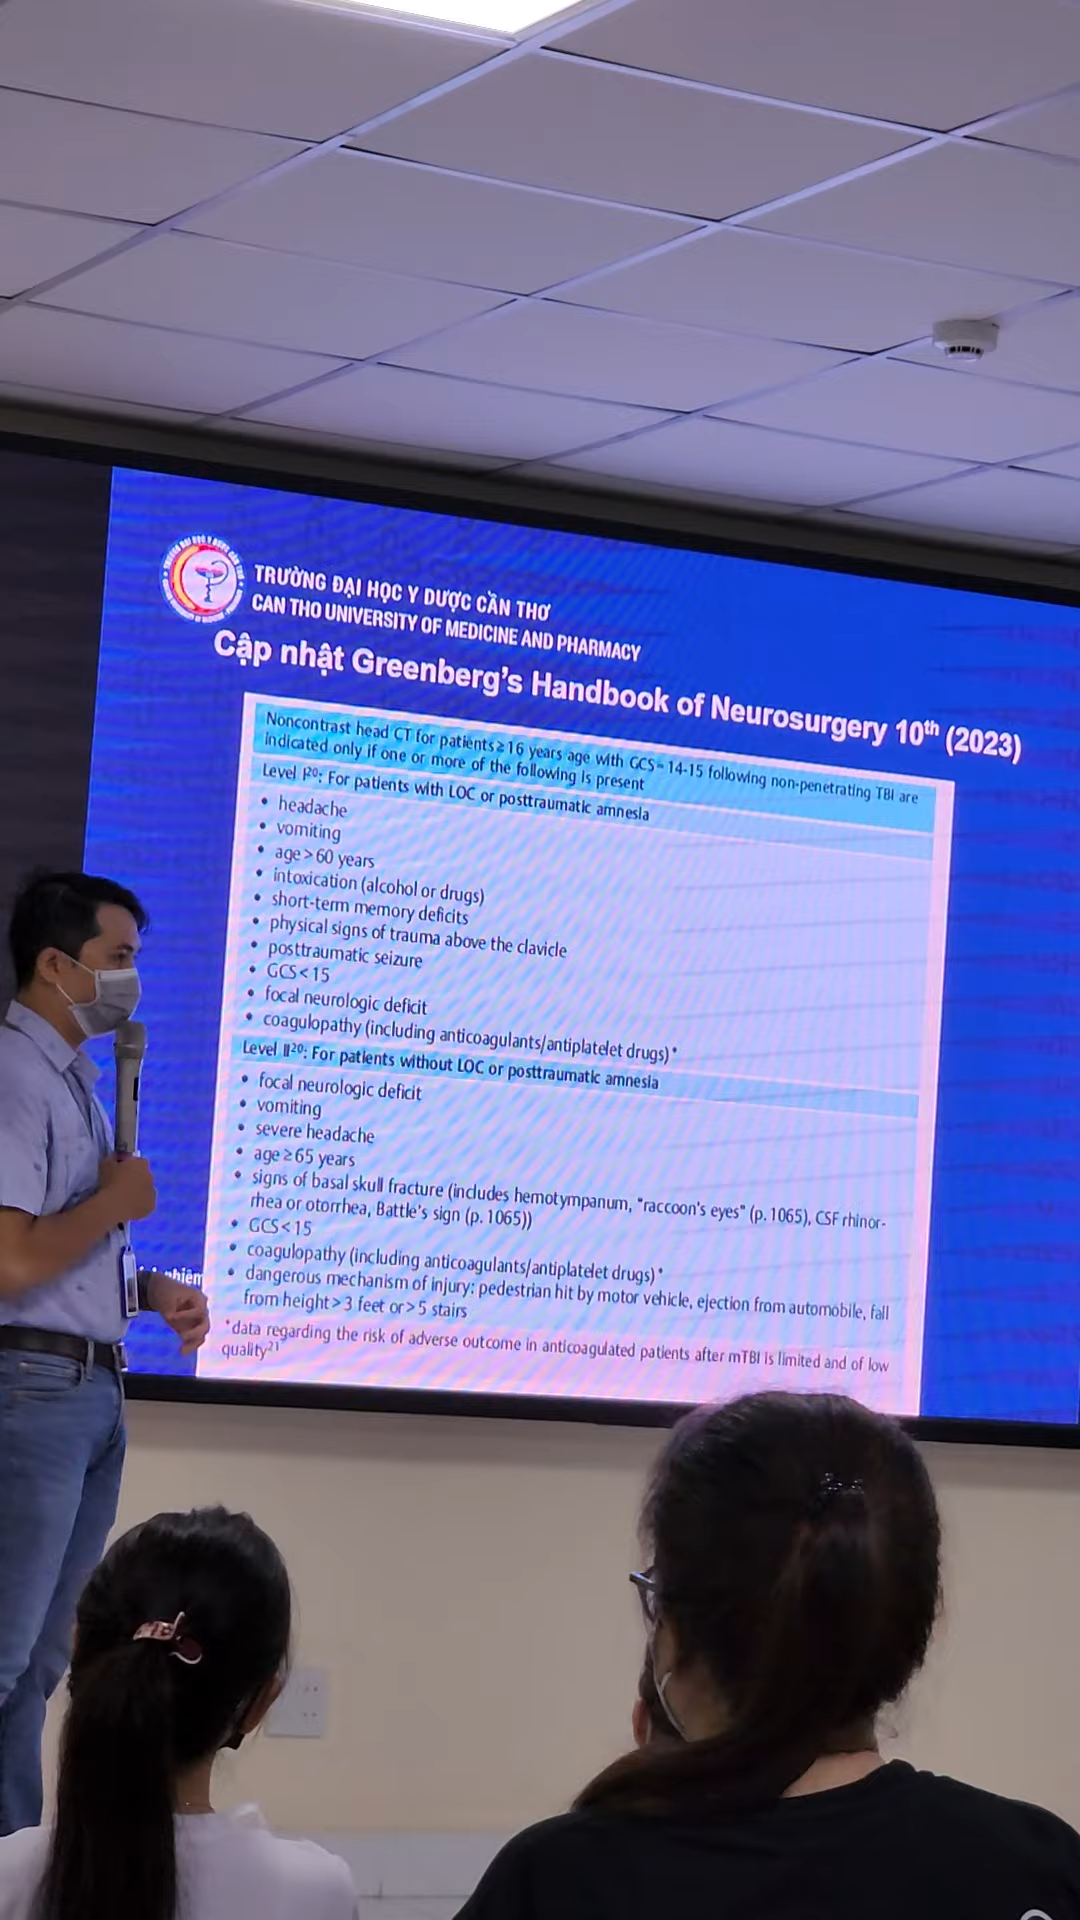 TRƯỜNG ĐẠI HỌC Y DƯỢC CẦN THƠ
CAN THO UNIVERSITY OF MEDICINE AND PHARMACY
Cập nhật Greenberg's Handbook of Neurosurgery 10th (2023)
Noncontrast head CT for patients ≥ 16 years age with GCS = 14-15 following non-penetrating TBI are
indicated only if one or more of the following is present
Level I20: For patients with LOC or posttraumatic amnesia
• headache
• vomiting
• age > 60 years
• intoxication (alcohol or drugs)
• short-term memory deficits
• physical signs of trauma above the clavicle
• posttraumatic seizure
• GCS < 15
• focal neurologic deficit
• coagulopathy (including anticoagulants/antiplatelet drugs)*
Level II20: For patients without LOC or posttraumatic amnesia
• focal neurologic deficit
• vomiting
• severe headache
• age ≥ 65 years
• signs of basal skull fracture (includes hemotympanum, "raccoon's eyes" (p. 1065), CSF rhinor-
rhea or otorrhea, Battle's sign (p. 1065))
• GCS < 15
• coagulopathy (including anticoagulants/antiplatelet drugs)*
• dangerous mechanism of injury: pedestrian hit by motor vehicle, ejection from automobile, fall
from height > 3 feet or > 5 stairs
*data regarding the risk of adverse outcome in anticoagulated patients after mTBI is limited and of low
quality21